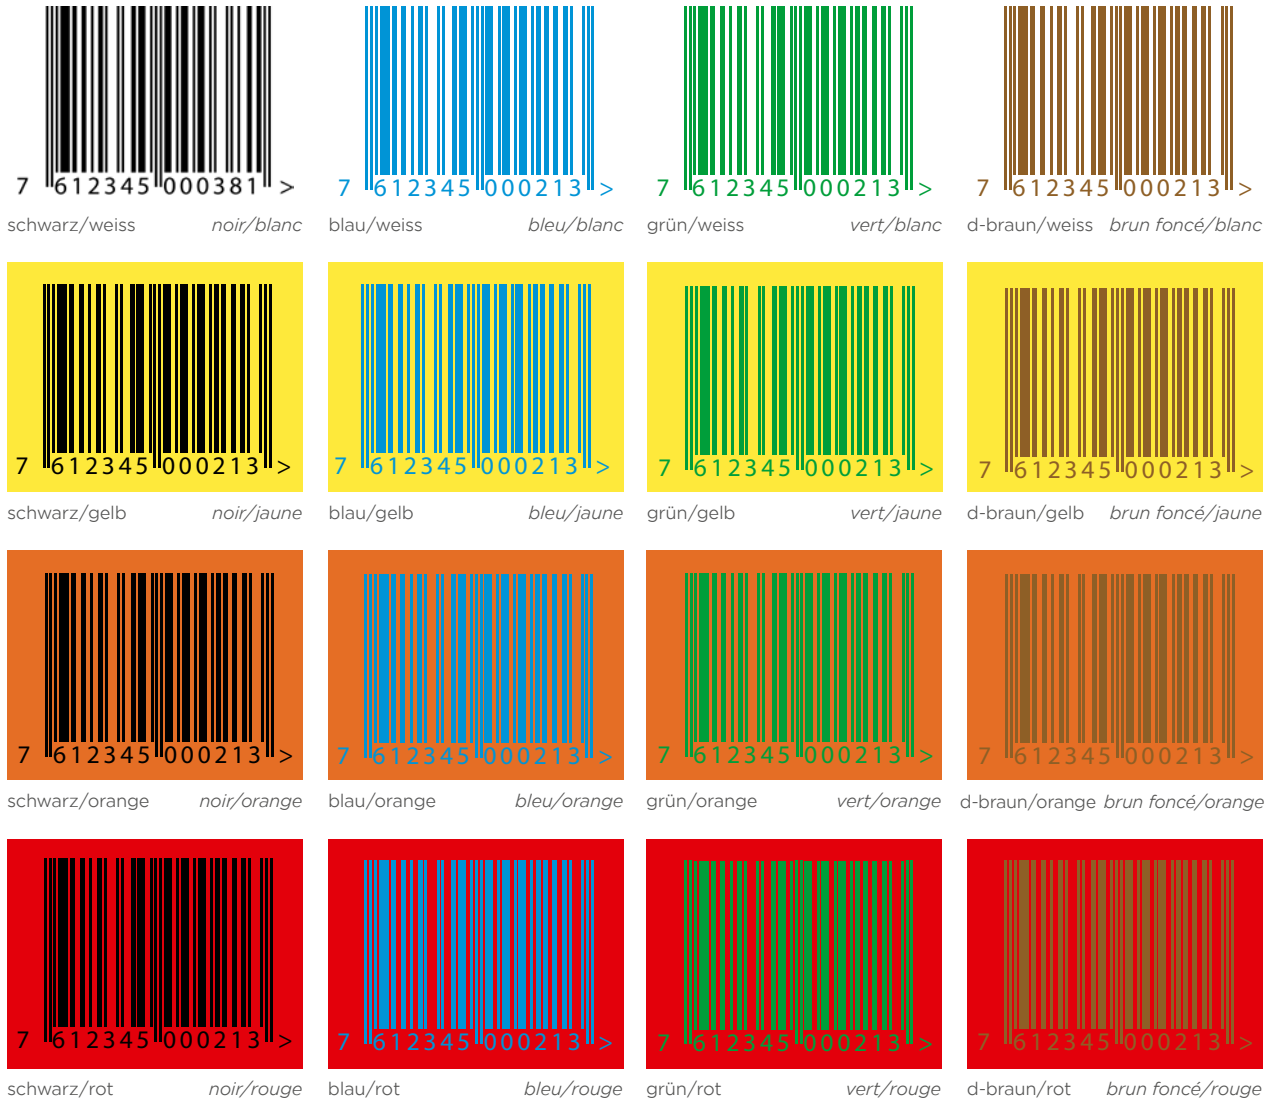 7 612345 000381 >
7 612345 000213 >
7 612345 000213 >
7 612345 000213 >
schwarz/weiss noir/blanc
blau/weiss bleu/blanc
grün/weiss vert/blanc
d-braun/weiss brun foncé/blanc
7 612345 000213 >
7 612345 000213 >
7 612345 000213 >
7 612345 000213 >
schwarz/gelb noir/jaune
blau/gelb bleu/jaune
grün/gelb vert/jaune
d-braun/gelb brun foncé/jaune
7 612345 000213 >
7 612345 000213 >
7 612345 000213 >
7 612345 000213 >
schwarz/orange noir/orange
blau/orange bleu/orange
grün/orange vert/orange
d-braun/orange brun foncé/orange
7 612345 000213 >
7 612345 000213 >
7 612345 000213 >
7 612345 000213 >
schwarz/rot noir/rouge
blau/rot bleu/rouge
grün/rot vert/rouge
d-braun/rot brun foncé/rouge